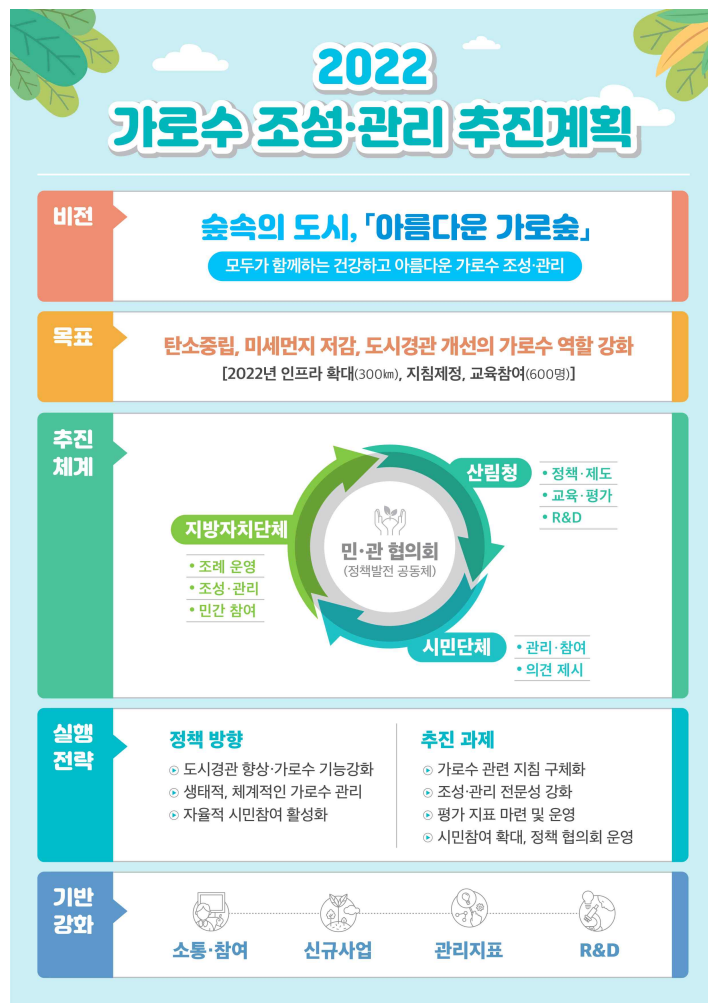 2022
가로수 조성·관리 추진계획
비전
숲속의 도시, 「아름다운 가로숲」
모두가 함께하는 건강하고 아름다운 가로수 조성·관리
목표
탄소중립, 미세먼지 저감, 도시경관 개선의 가로수 역할 강화
[2022년 인프라 확대(300㎞), 지침제정, 교육참여(600명)]
추진
체계
산림청
• 정책·제도
• 교육·평가
• R&D
지방자치단체
• 조례 운영
• 조성·관리
• 민간 참여
민·관 협의회
(정책발전 공동체)
시민단체
• 관리·참여
• 의견 제시
실행
전략
정책 방향
도시경관 향상·가로수 기능강화
생태적, 체계적인 가로수 관리
자율적 시민참여 활성화
추진 과제
가로수 관련 지침 구체화
조성·관리 전문성 강화
평가 지표 마련 및 운영
시민참여 확대, 정책 협의회 운영
기반
강화
소통·참여
신규사업
관리지표
R&D